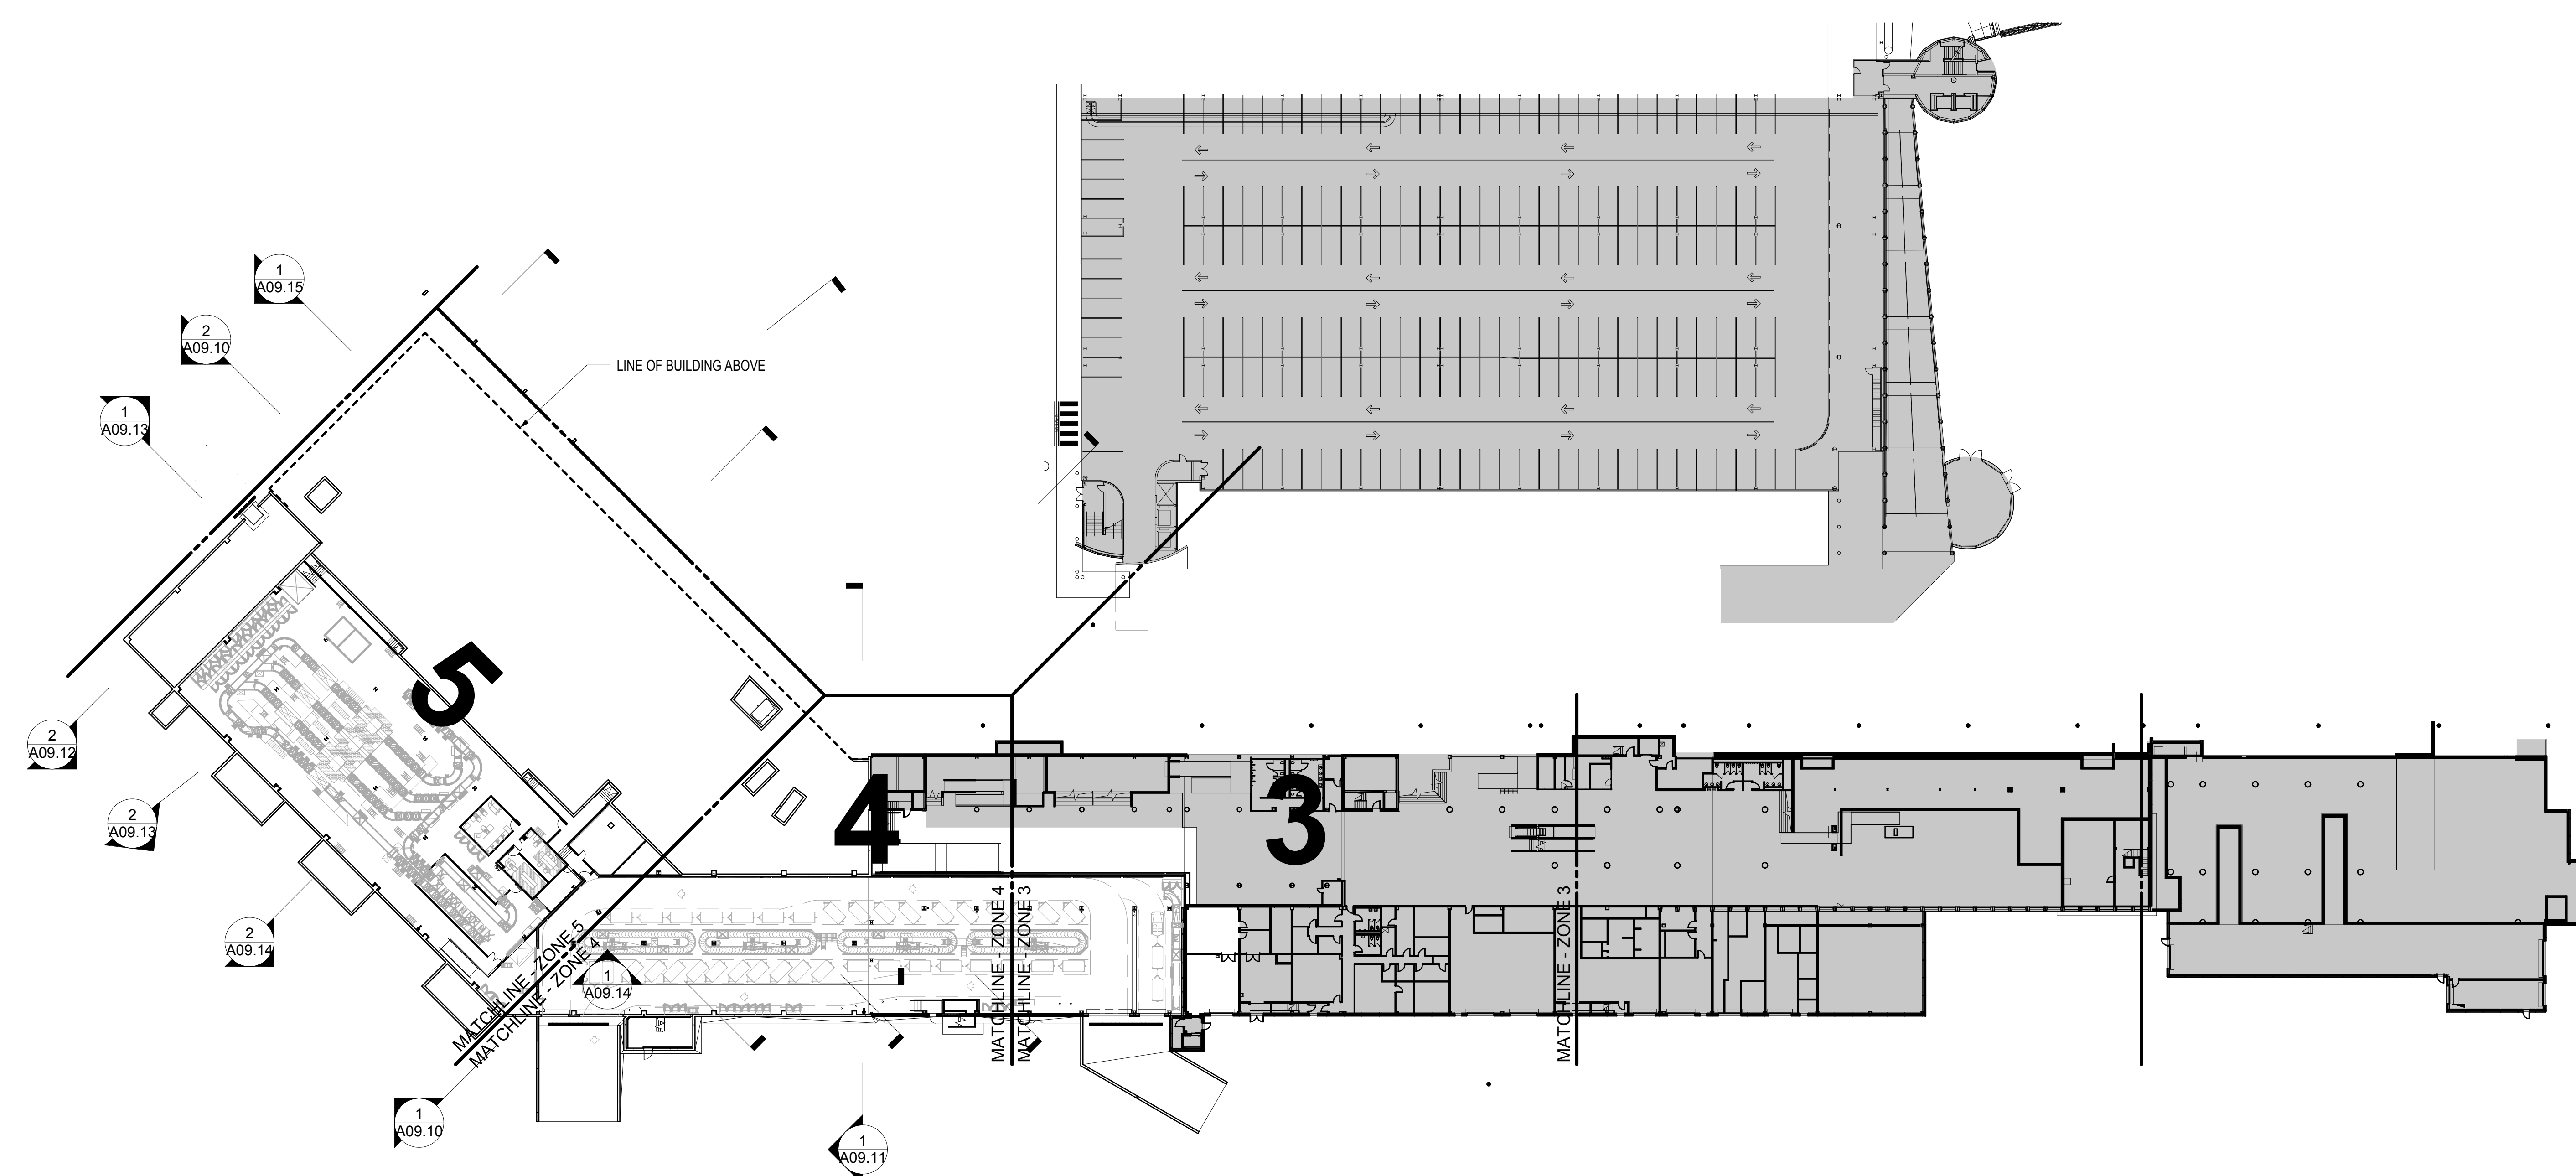 1
A09.15
2
A09.10
1
A09.13
LINE OF BUILDING ABOVE
5
2
A09.12
2
A09.13
4
3
2
A09.14
MATCHLINE - ZONE 5
MATCHLINE - ZONE 4
1
A09.14
MATCHLINE - ZONE 4
MATCHLINE - ZONE 3
MATCHLINE - ZONE 3
1
A09.10
1
A09.11